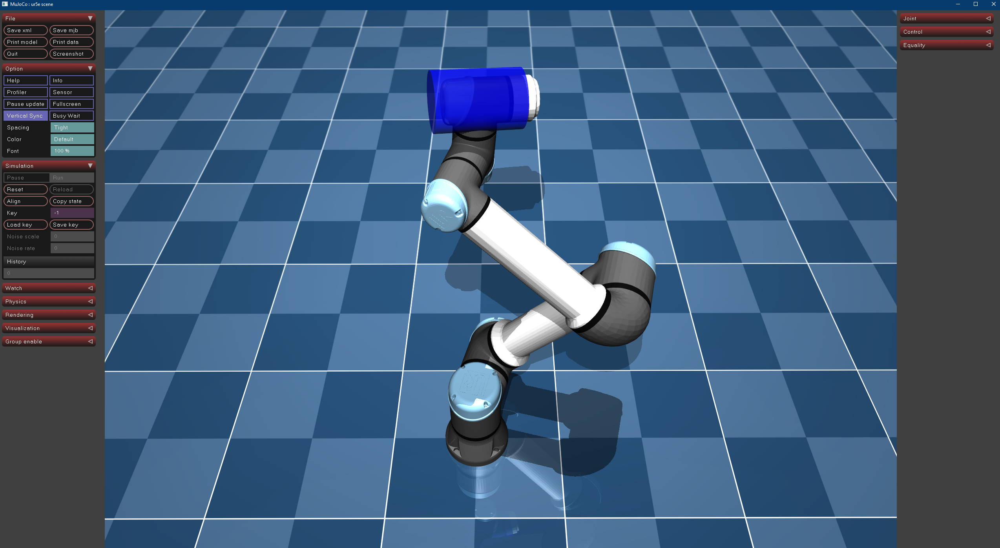 MuJoCo : ur5e scene
File
Save xml Save mjb
Print model Print data
Quit Screenshot
Option
Help Info
Profiler Sensor
Pause update Fullscreen
Vertical Sync Busy Wait
Spacing Tight
Color Default
Font 100 %
Simulation
Pause Run
Reset Reload
Align Copy state
Key -1
Load key Save key
Noise scale 0
Noise rate 0
History
0
Watch
Physics
Rendering
Visualization
Group enable
Joint
Control
Equality